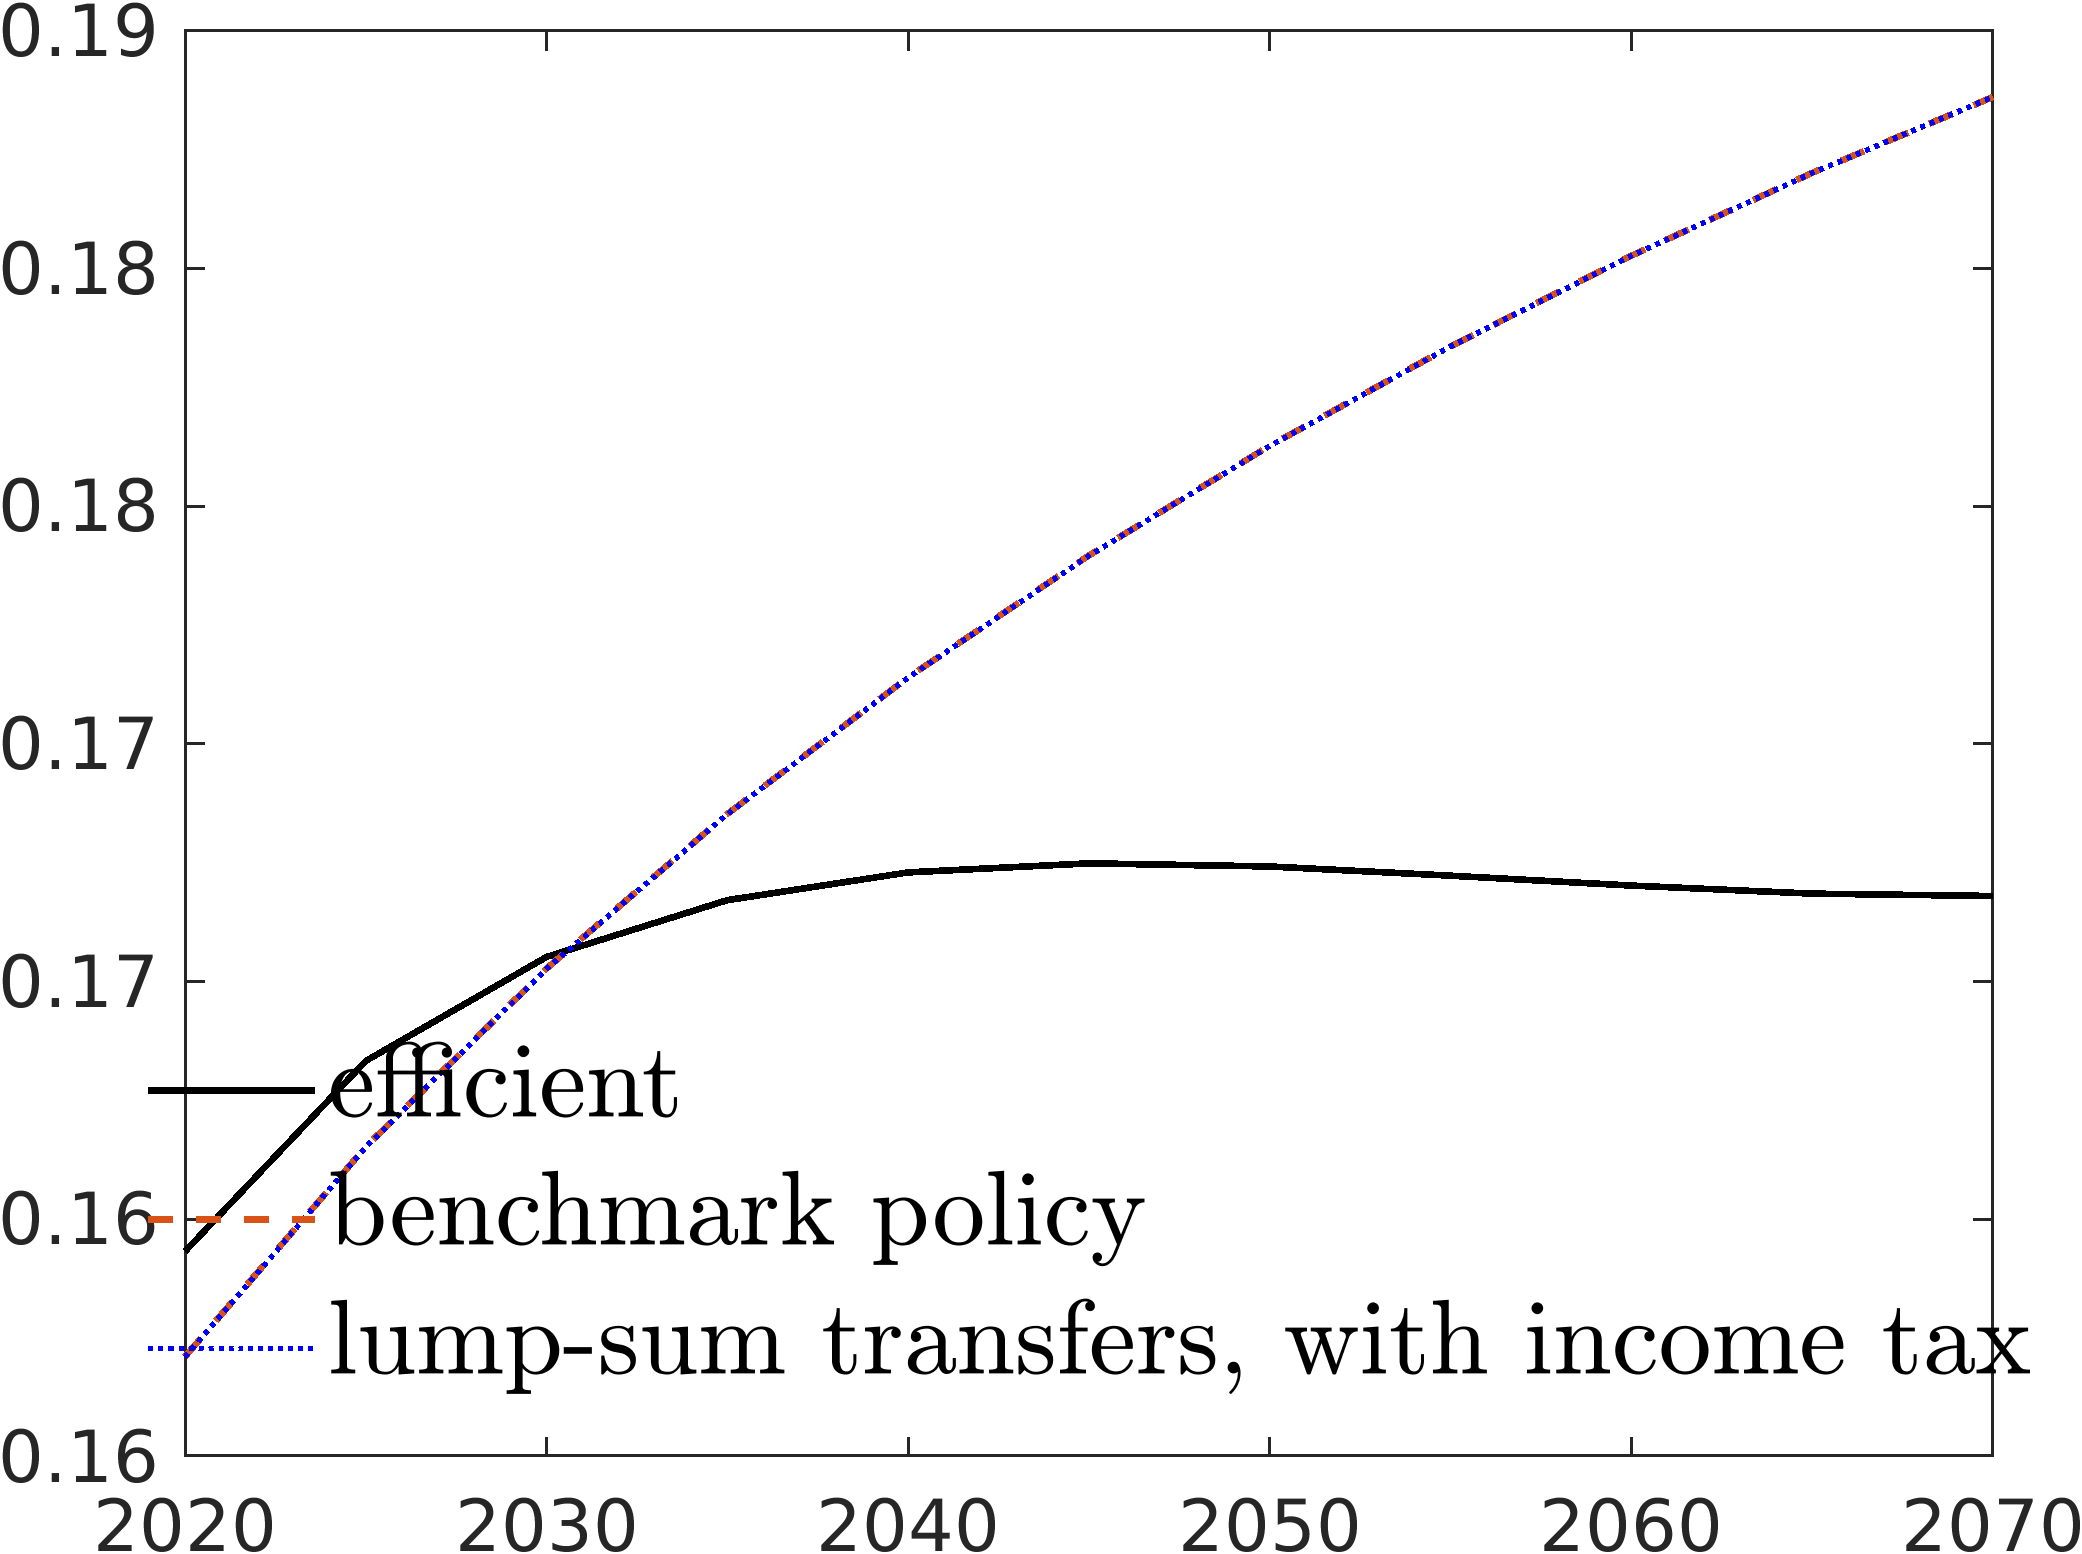 0.19
0.18
0.18
0.17
0.17
0.16
0.16
efficient
benchmark policy
lump-sum transfers, with income tax
2020 2030 2040 2050 2060 2070